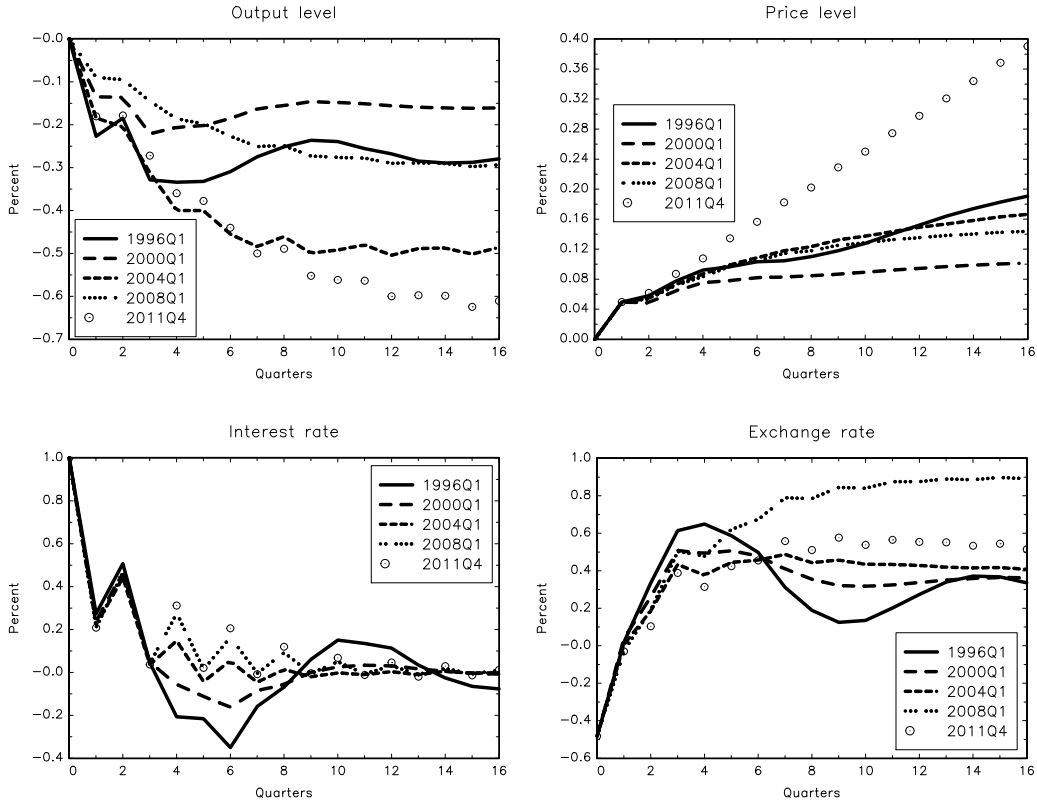 Output level
Percent
-0.0
-0.1
-0.2
-0.3
-0.4
-0.5
-0.6
-0.7
1996Q1
2000Q1
2004Q1
2008Q1
2011Q4
0 2 4 6 8 10 12 14 16
Quarters
Price level
Percent
0.40
0.36
0.32
0.28
0.24
0.20
0.16
0.12
0.08
0.04
0.00
1996Q1
2000Q1
2004Q1
2008Q1
2011Q4
0 2 4 6 8 10 12 14 16
Quarters
Interest rate
Percent
1.0
0.8
0.6
0.4
0.2
-0.0
-0.2
-0.4
1996Q1
2000Q1
2004Q1
2008Q1
2011Q4
0 2 4 6 8 10 12 14 16
Quarters
Exchange rate
Percent
1.0
0.8
0.6
0.4
0.2
-0.0
-0.2
-0.4
-0.6
1996Q1
2000Q1
2004Q1
2008Q1
2011Q4
0 2 4 6 8 10 12 14 16
Quarters